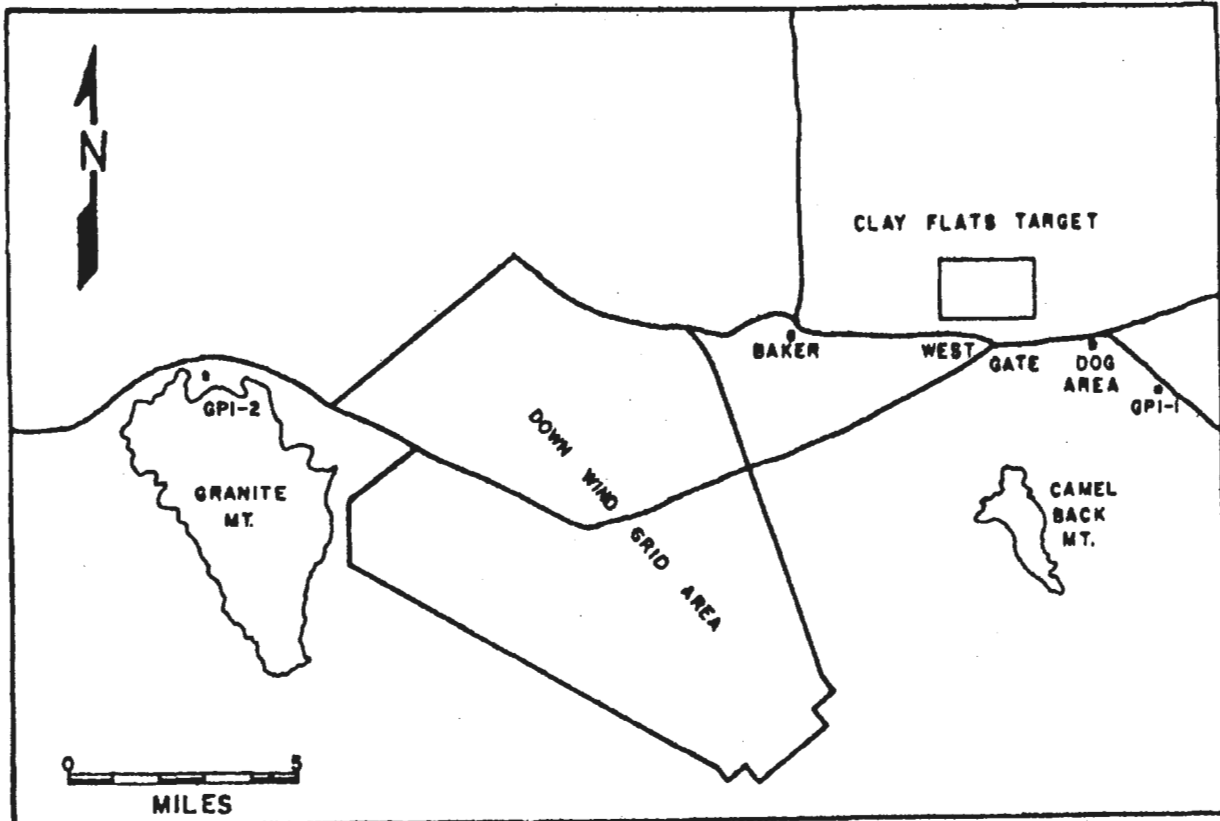 N
CLAY FLATS TARGET
BAKER
WEST
GATE
DOG
AREA
GPI-1
GPI-2
GRANITE
MT.
DOWN WIND GRID AREA
CAMEL
BACK
MT.
0 5
MILES